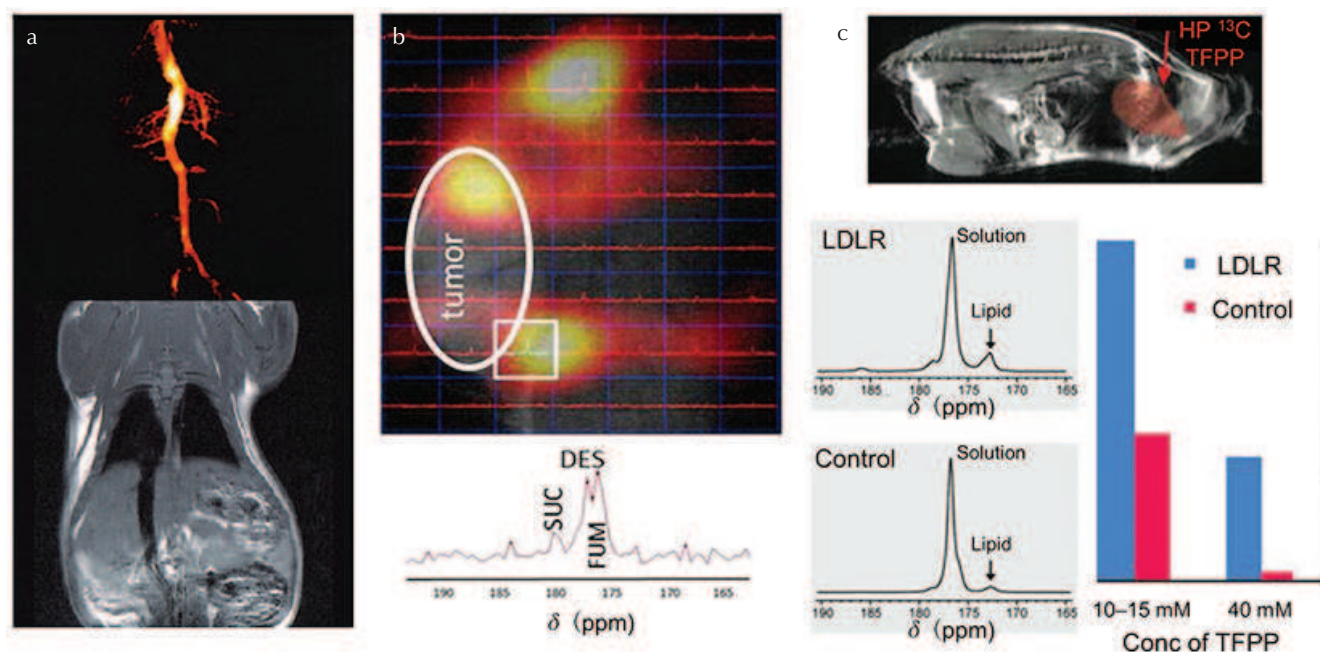 a
b
tumor
DES
SUC
FUM
190 185 180 175 170 165
δ (ppm)
c
HP ¹³C
TFPP
LDLR
Solution
Lipid
190 185 180 175 170 165
δ (ppm)
Control
Solution
Lipid
190 185 180 175 170 165
δ (ppm)
LDLR
Control
10–15 mM 40 mM
Conc of TFPP